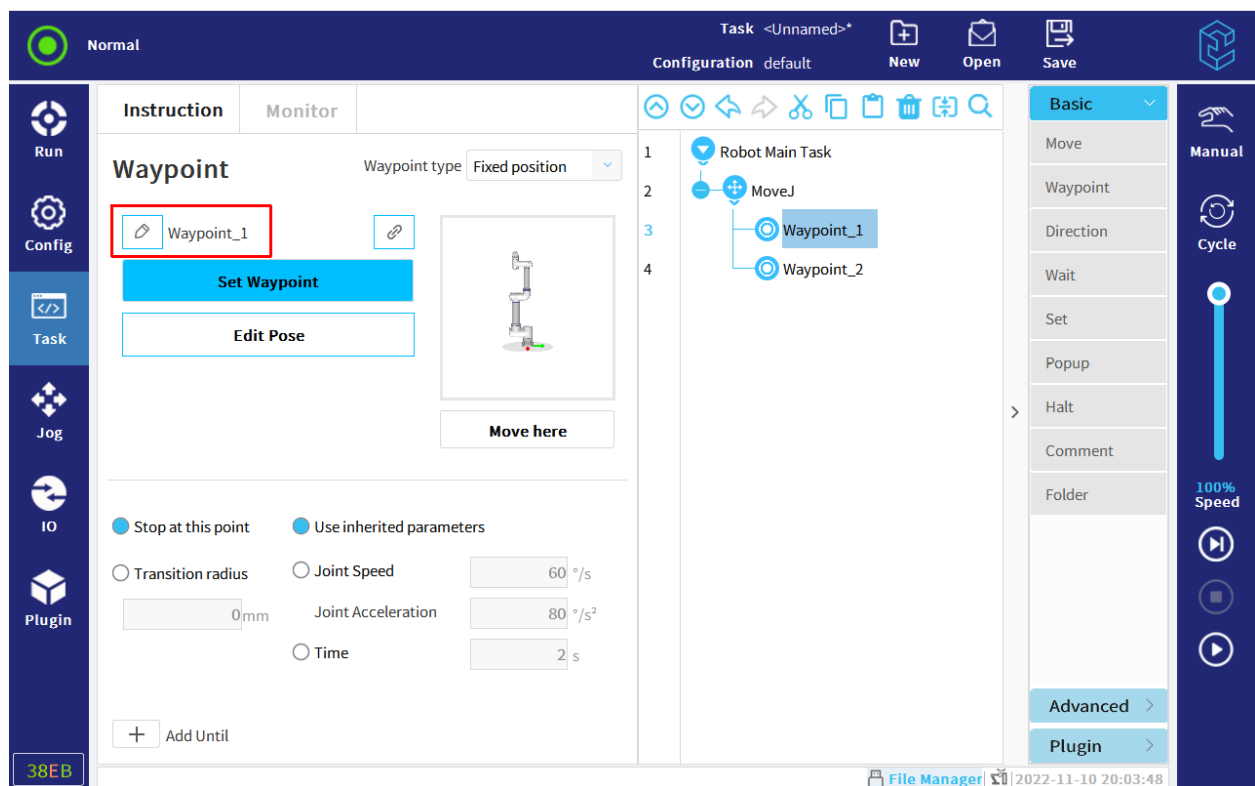 Normal
Task <Unnamed>*
Configuration default
New
Open
Save
Run
Config
Task
Jog
IO
Plugin
38EB
Instruction
Monitor
Waypoint
Waypoint type Fixed position
Waypoint_1
Set Waypoint
Edit Pose
Move here
Stop at this point
Use inherited parameters
Transition radius
Joint Speed 60 °/s
0 mm
Joint Acceleration 80 °/s²
Time 2 s
+ Add Until
1 Robot Main Task
2 MoveJ
3 Waypoint_1
4 Waypoint_2
Basic
Move
Waypoint
Direction
Wait
Set
Popup
Halt
Comment
Folder
Advanced
Plugin
Manual
Cycle
100%
Speed
File Manager
2022-11-10 20:03:48